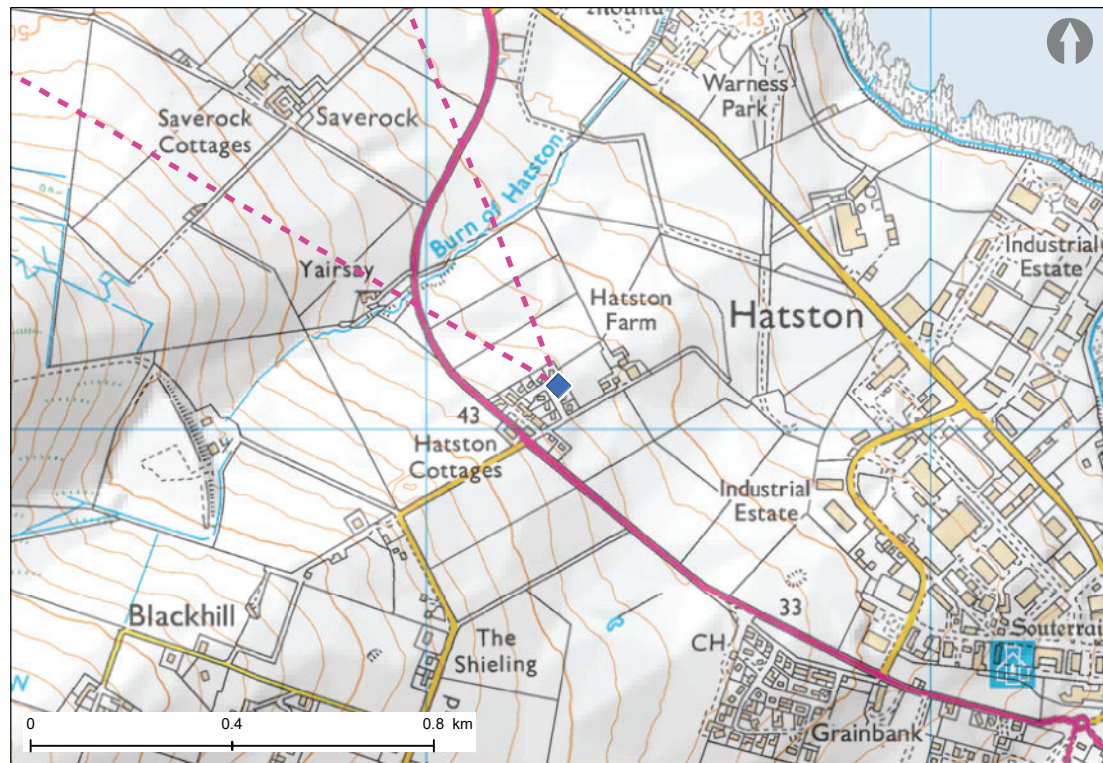 13
50
Warness
Park
Saverock
Cottages
Saverock
Burn of Hatston
Industrial
Estate
Yairsay
Hatston
Farm
Hatston
43
Hatston
Cottages
Industrial
Estate
33
Blackhill
The
Shieling
CH
Grainbank
0
0.4
0.8 km